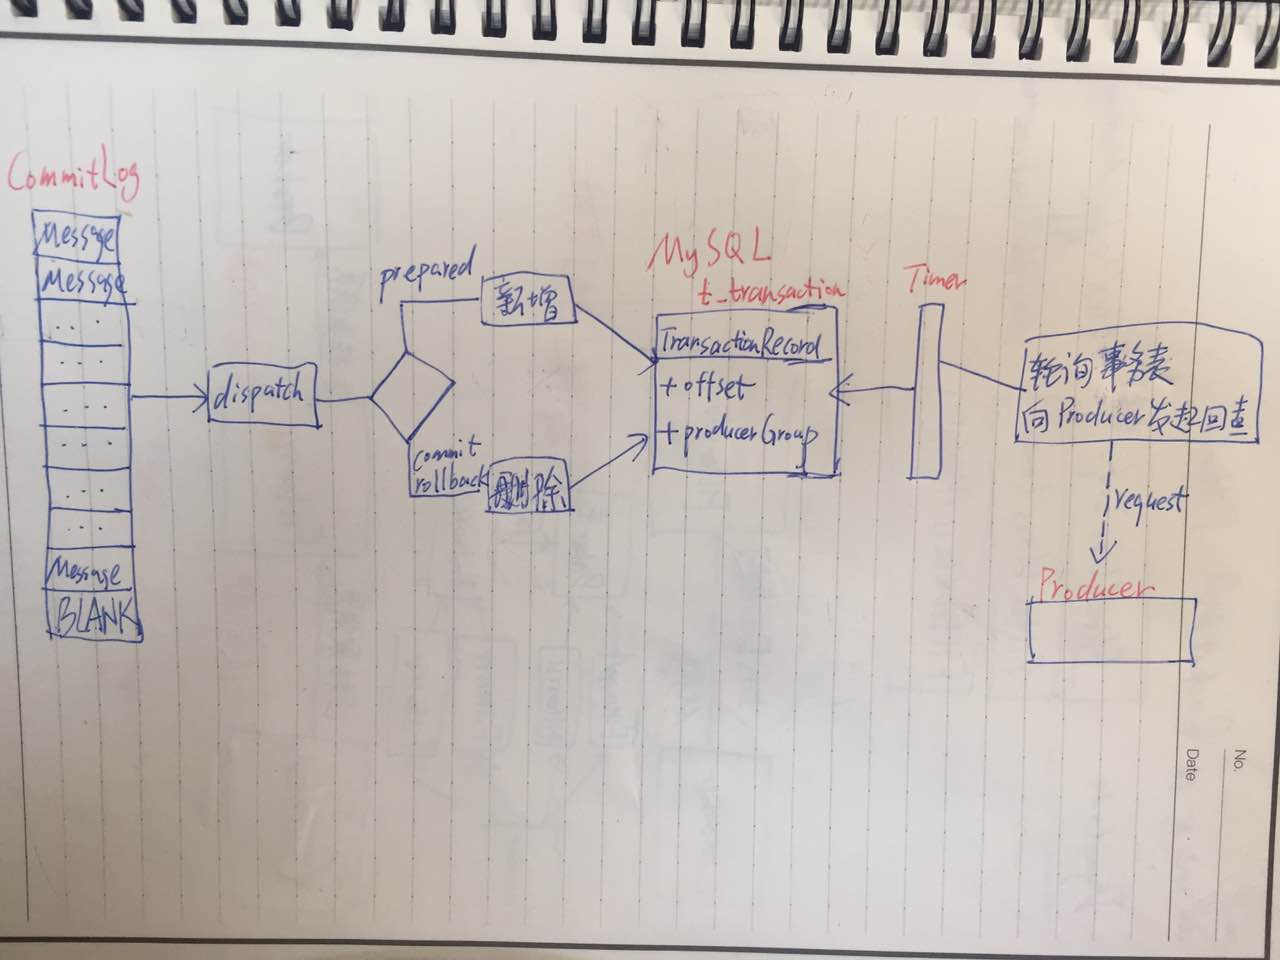 CommitLog
Message
Message
...
...
...
...
...
...
Message
BLANK
dispatch
prepared
新增
commit
rollback
删除
MySQL
t_transaction
TransactionRecord
+ offset
+ producerGroup
Timer
轮询事务表
向Producer发起回查
request
Producer
No.
Date